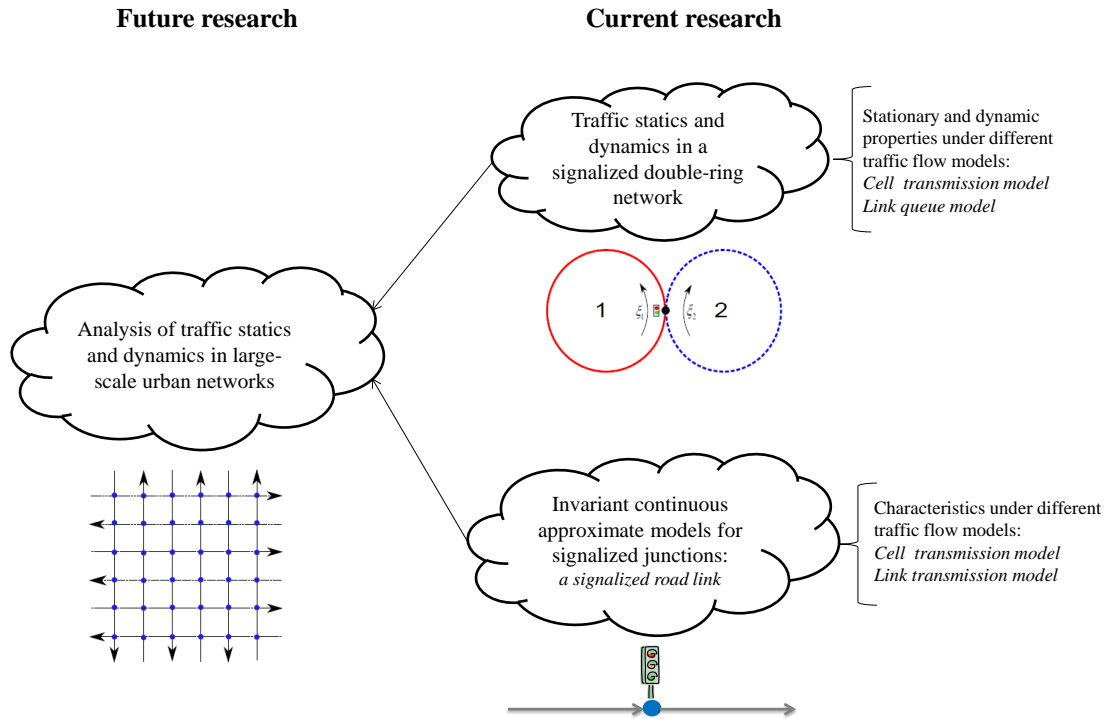 Future research
Current research
Traffic statics and
dynamics in a
signalized double-ring
network
Stationary and dynamic
properties under different
traffic flow models:
Cell transmission model
Link queue model
1
ξ1
ξ2
2
Analysis of traffic statics
and dynamics in large-
scale urban networks
Invariant continuous
approximate models for
signalized junctions:
a signalized road link
Characteristics under different
traffic flow models:
Cell transmission model
Link transmission model